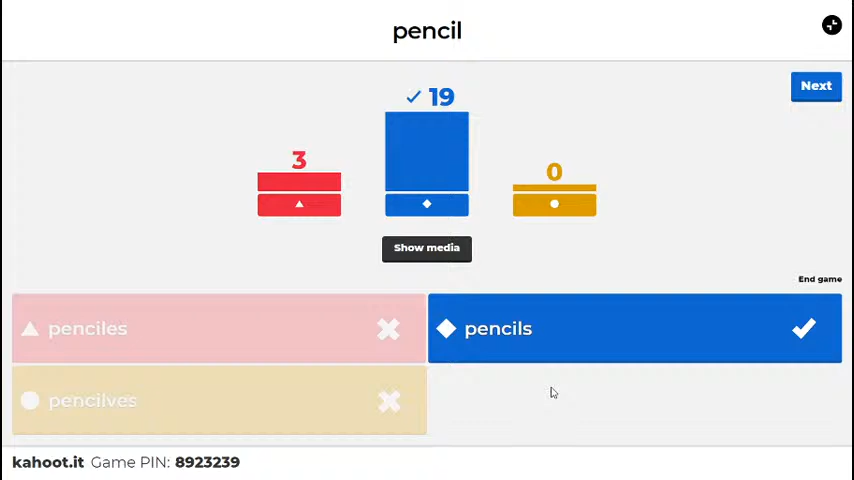 pencil
Next
19
3
0
Show media
End game
penciles
pencils
pencilves
kahoot.it Game PIN: 8923239